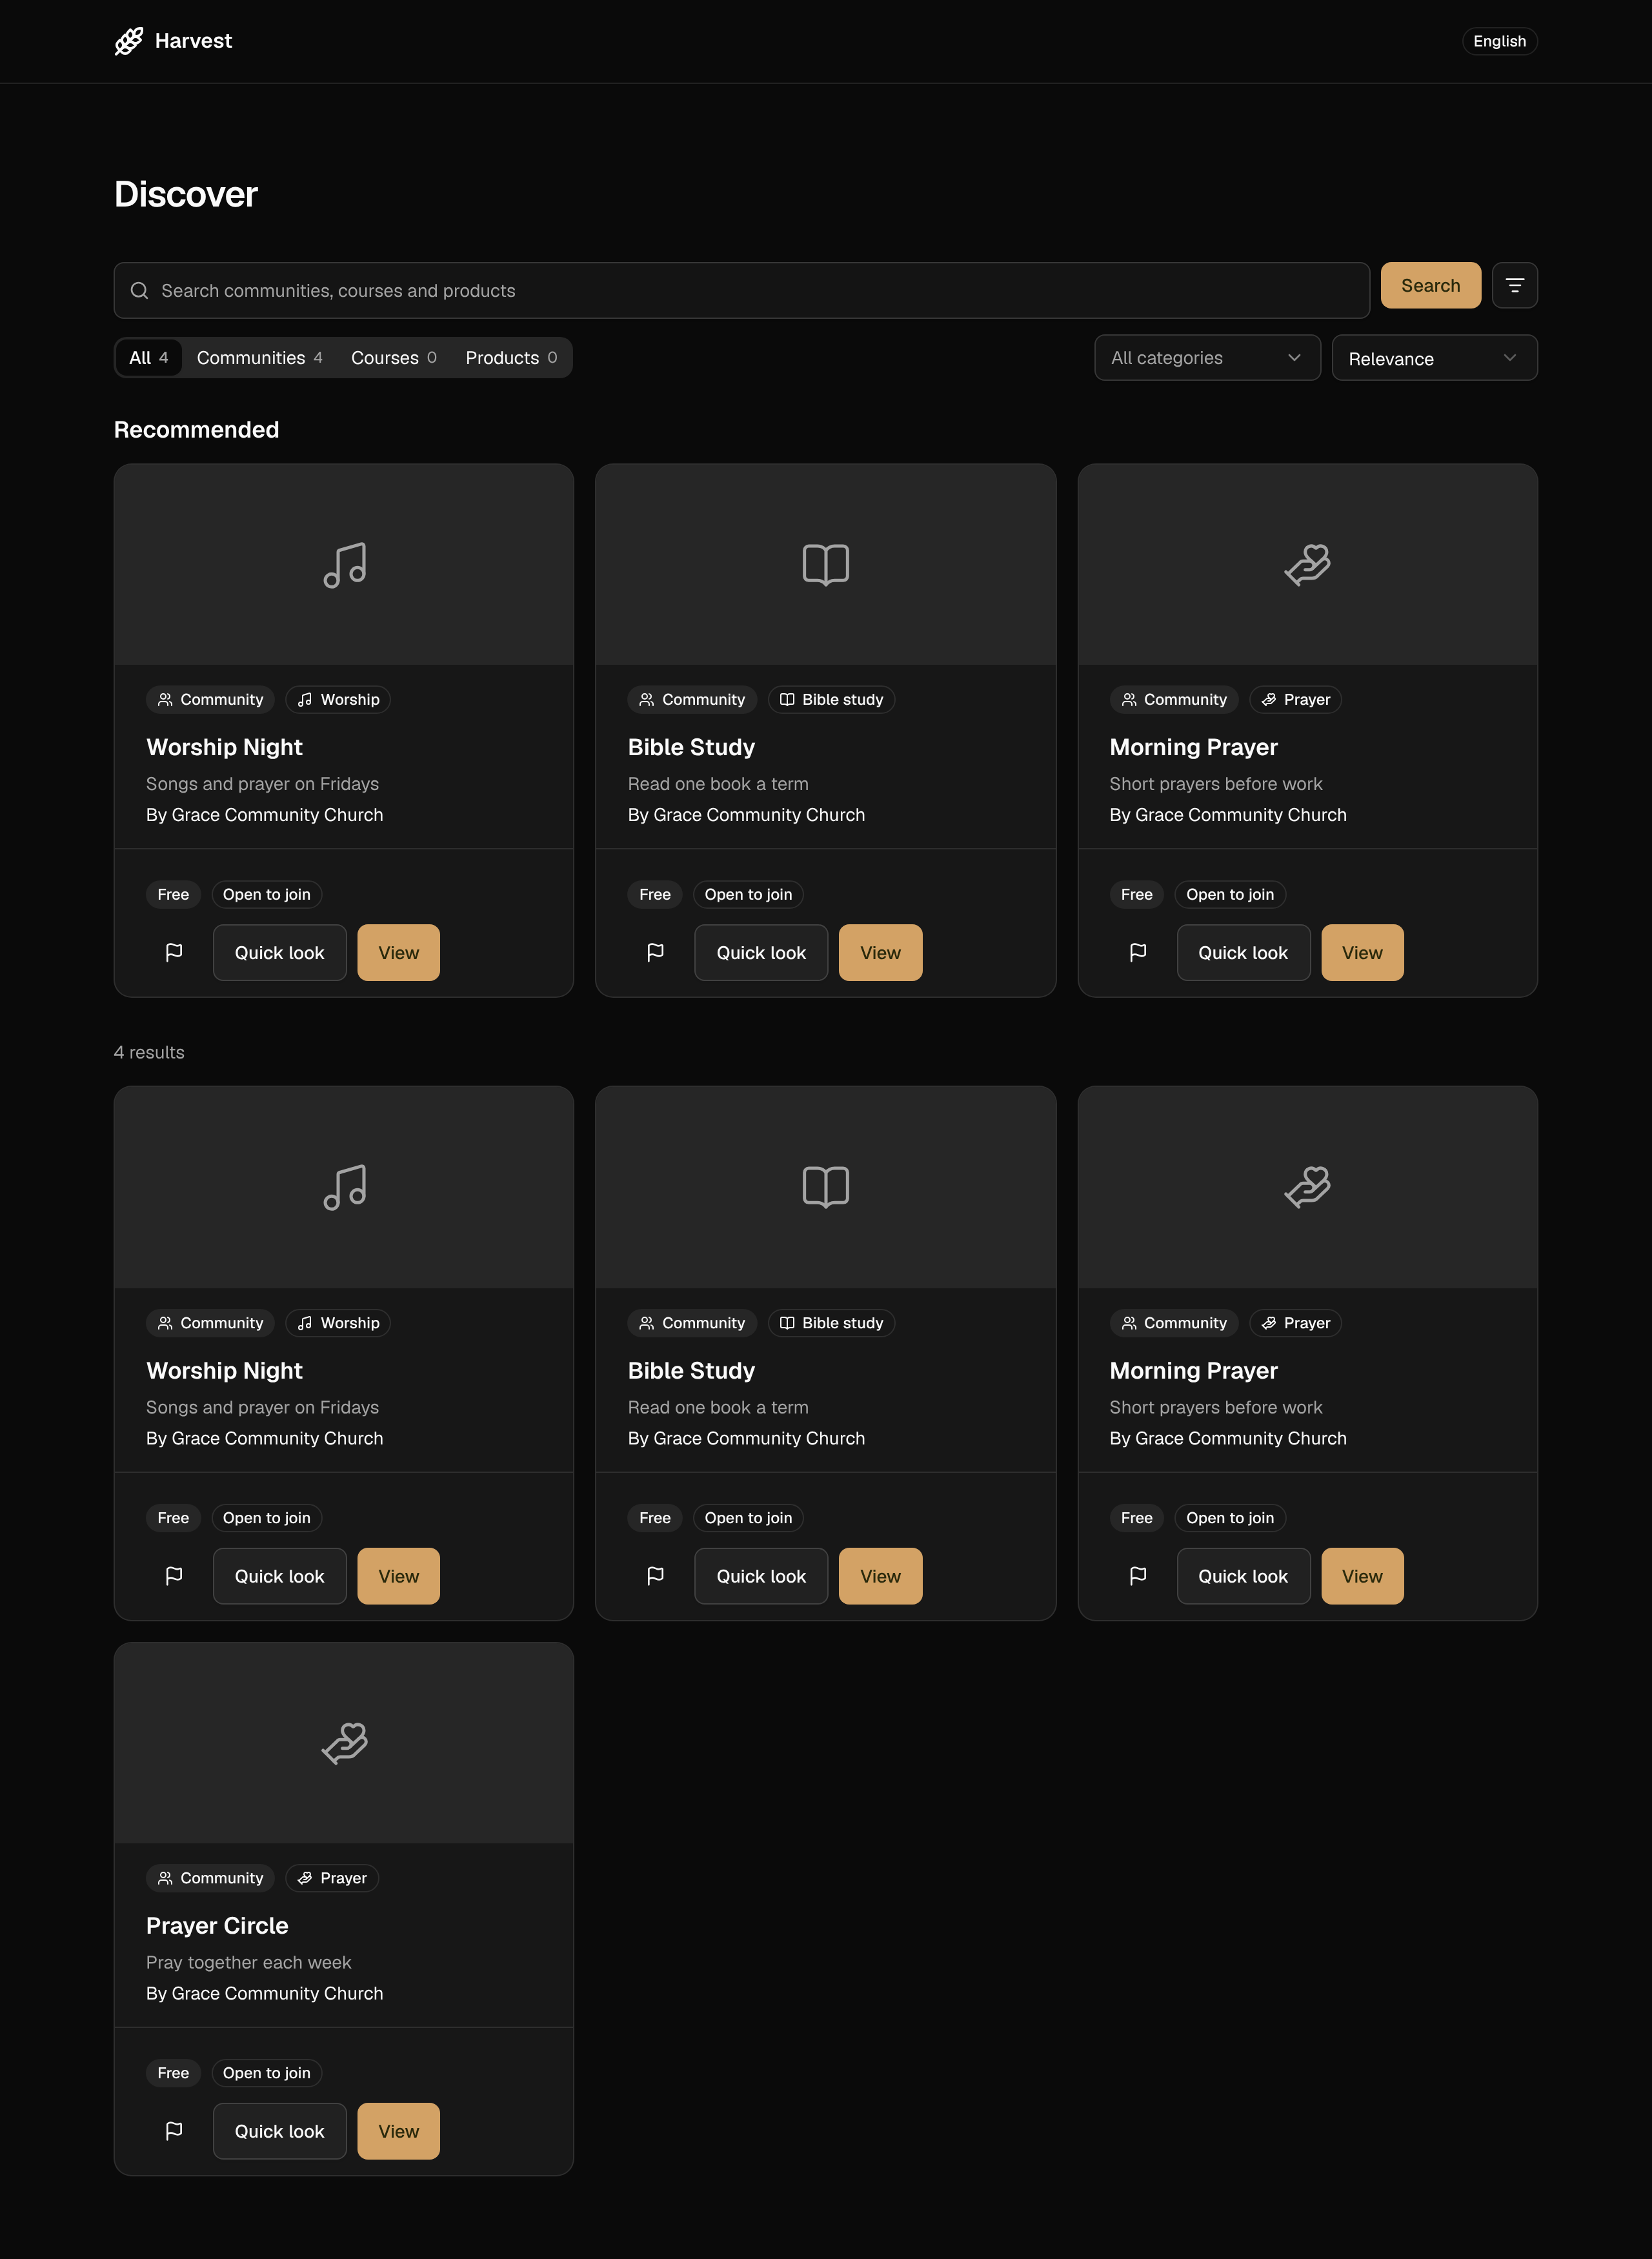 Harvest
English
Discover
Search communities, courses and products
Search
All 4 Communities 4 Courses 0 Products 0
All categories
Relevance
Recommended
Community Worship
Worship Night
Songs and prayer on Fridays
By Grace Community Church
Free Open to join
Quick look View
Community Bible study
Bible Study
Read one book a term
By Grace Community Church
Free Open to join
Quick look View
Community Prayer
Morning Prayer
Short prayers before work
By Grace Community Church
Free Open to join
Quick look View
4 results
Community Worship
Worship Night
Songs and prayer on Fridays
By Grace Community Church
Free Open to join
Quick look View
Community Bible study
Bible Study
Read one book a term
By Grace Community Church
Free Open to join
Quick look View
Community Prayer
Morning Prayer
Short prayers before work
By Grace Community Church
Free Open to join
Quick look View
Community Prayer
Prayer Circle
Pray together each week
By Grace Community Church
Free Open to join
Quick look View